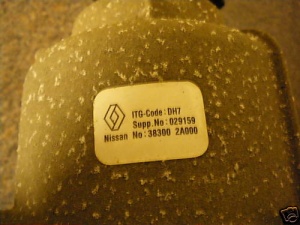 ITG-Code: DH7
Supp.No: 029159
Nissan No: 38300 2A000